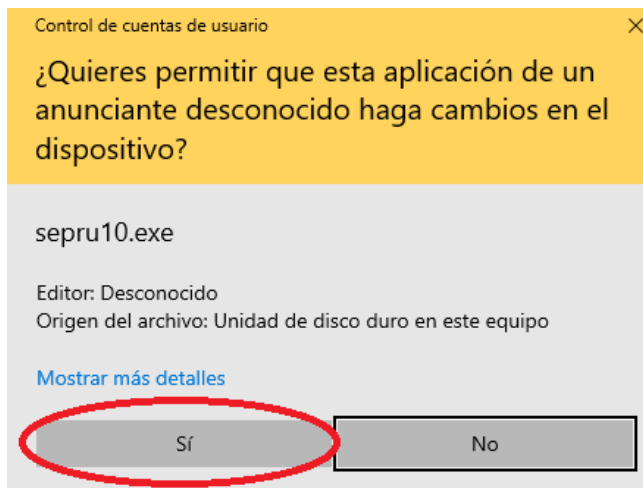 Control de cuentas de usuario
¿Quieres permitir que esta aplicación de un
anunciante desconocido haga cambios en el
dispositivo?
sepru10.exe
Editor: Desconocido
Origen del archivo: Unidad de disco duro en este equipo
Mostrar más detalles
Sí
No